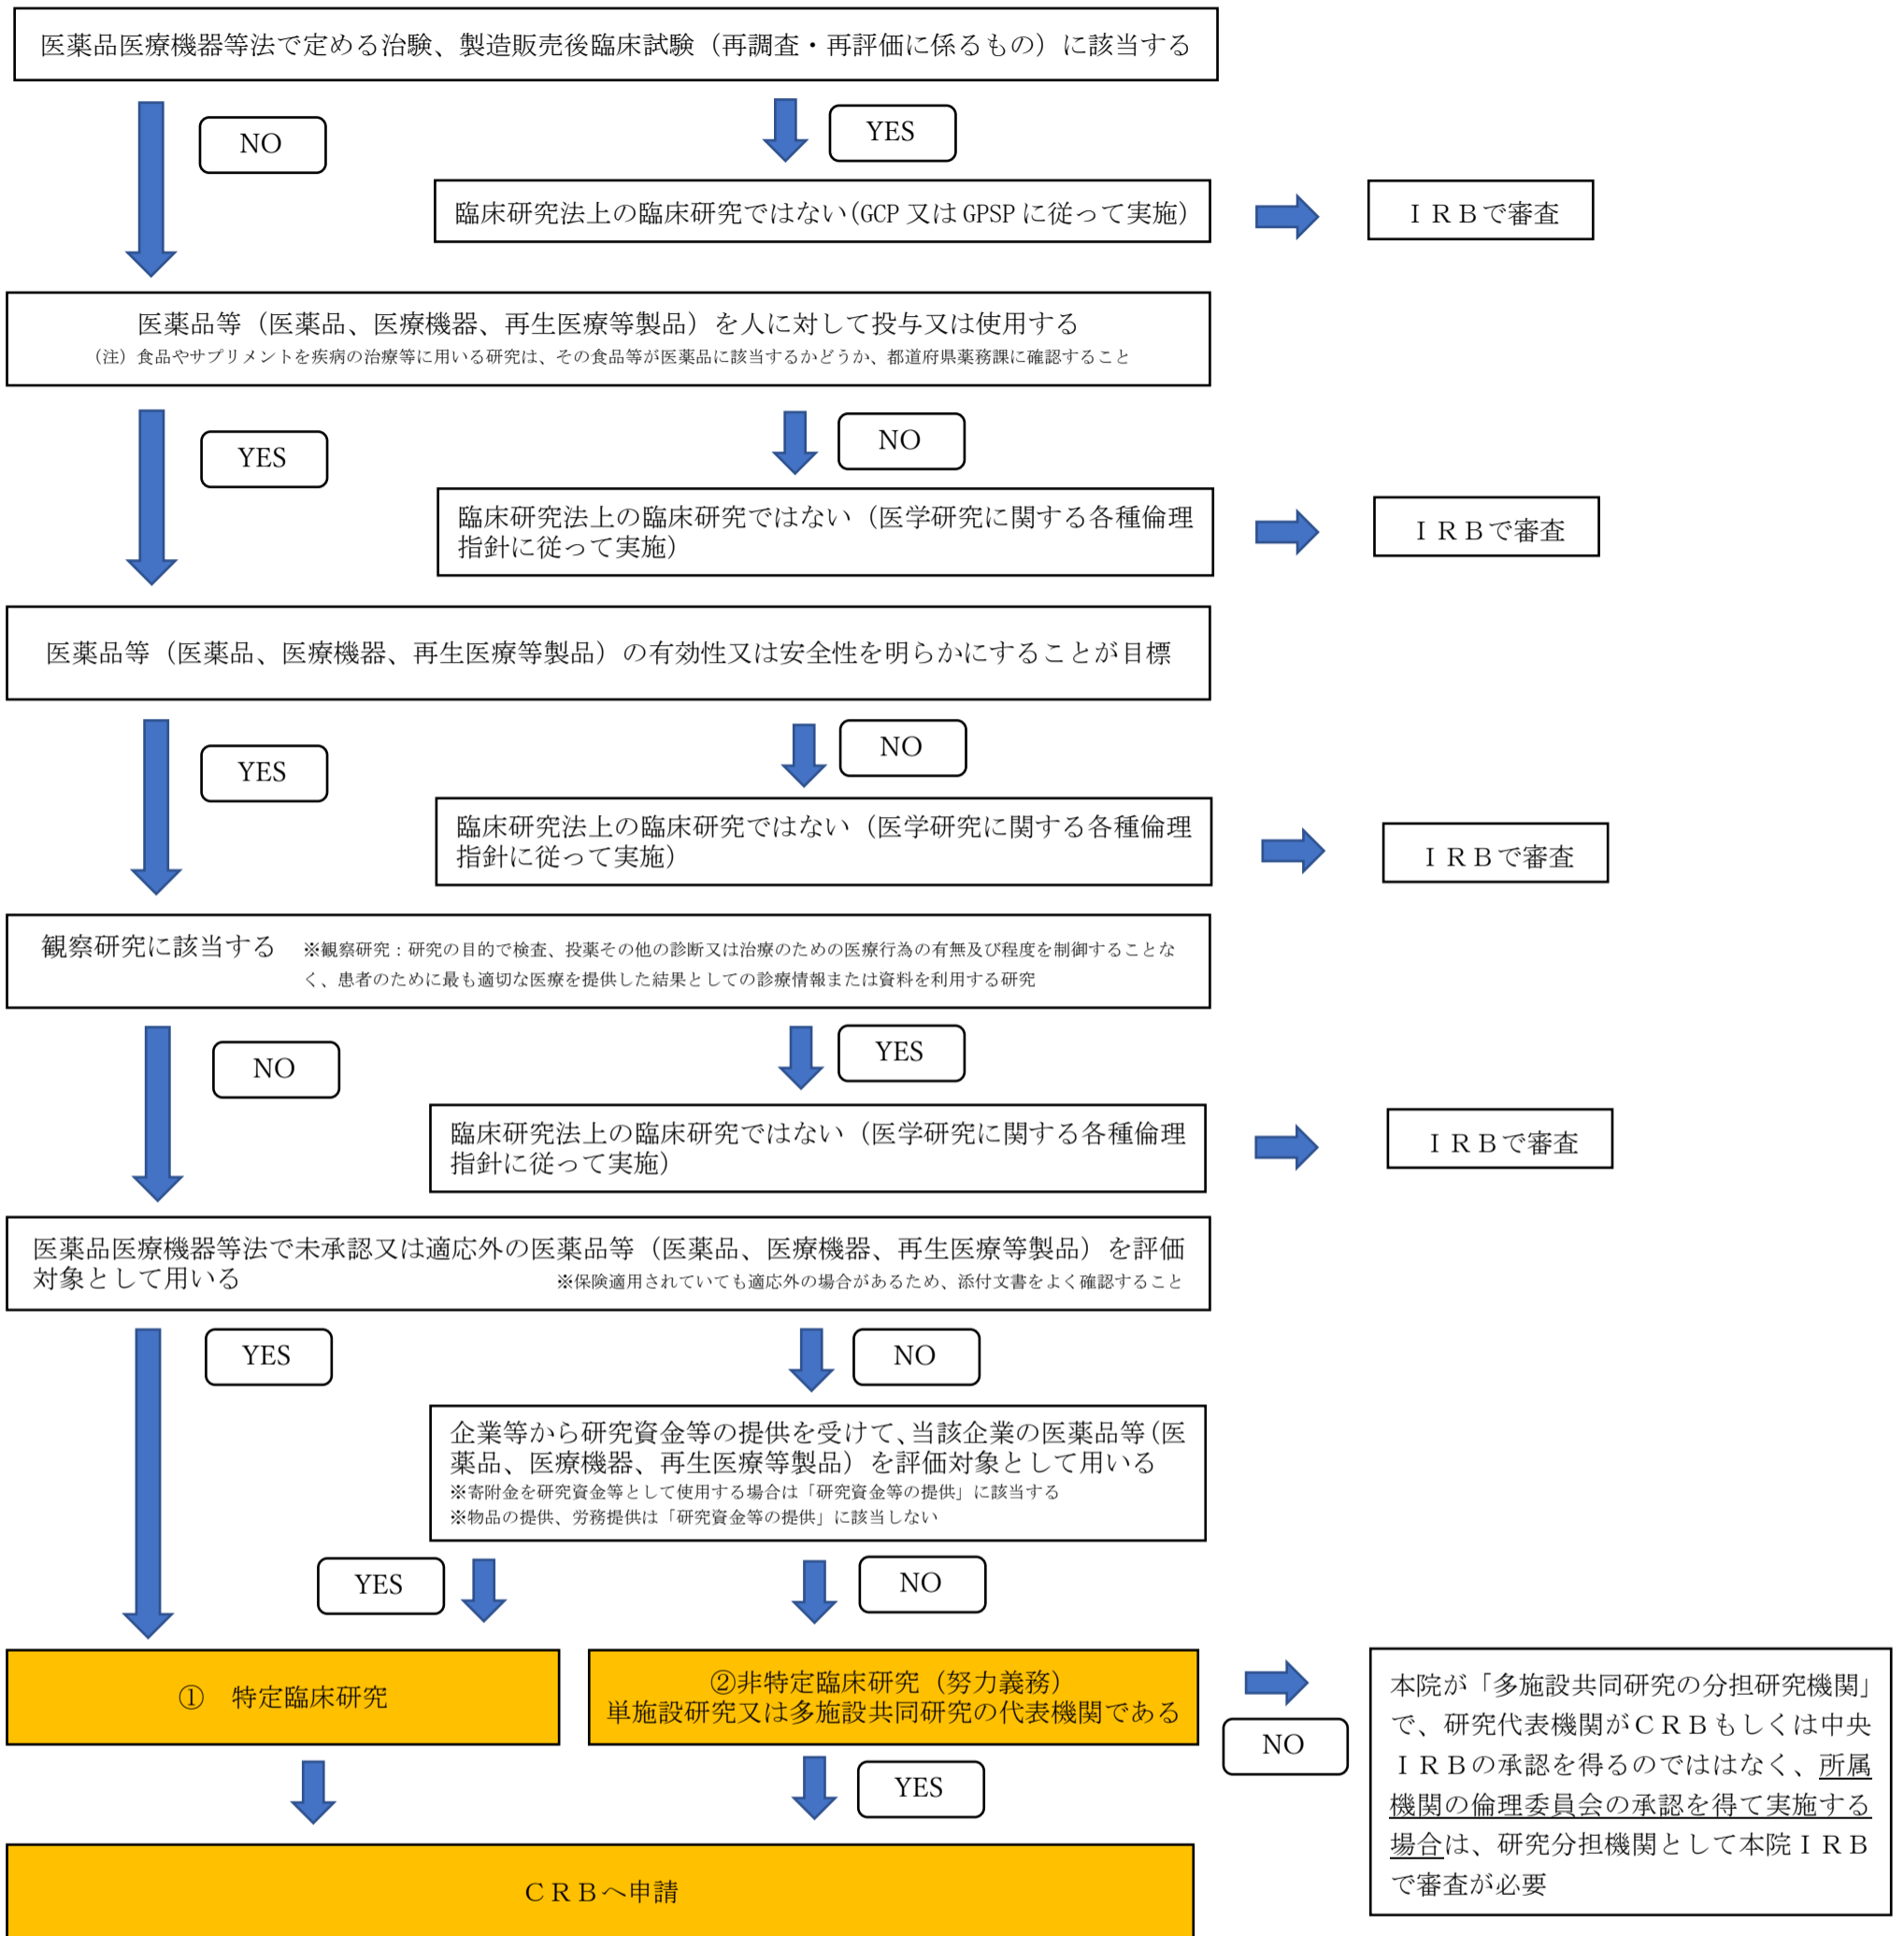 医薬品医療機器等法で定める治験、製造販売後臨床試験（再調査・再評価に係るもの）に該当する
NO
YES
臨床研究法上の臨床研究ではない(GCP 又は GPSP に従って実施)
ＩＲＢで審査
医薬品等（医薬品、医療機器、再生医療等製品）を人に対して投与又は使用する
（注）食品やサプリメントを疾病の治療等に用いる研究は、その食品等が医薬品に該当するかどうか、都道府県薬務課に確認すること
YES
NO
臨床研究法上の臨床研究ではない（医学研究に関する各種倫理
指針に従って実施）
ＩＲＢで審査
医薬品等（医薬品、医療機器、再生医療等製品）の有効性又は安全性を明らかにすることが目標
YES
NO
臨床研究法上の臨床研究ではない（医学研究に関する各種倫理
指針に従って実施）
ＩＲＢで審査
観察研究に該当する ※観察研究：研究の目的で検査、投薬その他の診断又は治療のための医療行為の有無及び程度を制御することな
く、患者のために最も適切な医療を提供した結果としての診療情報または資料を利用する研究
NO
YES
臨床研究法上の臨床研究ではない（医学研究に関する各種倫理
指針に従って実施）
ＩＲＢで審査
医薬品医療機器等法で未承認又は適応外の医薬品等（医薬品、医療機器、再生医療等製品）を評価
対象として用いる ※保険適用されていても適応外の場合があるため、添付文書をよく確認すること
YES
NO
企業等から研究資金等の提供を受けて、当該企業の医薬品等(医
薬品、医療機器、再生医療等製品）を評価対象として用いる
※寄附金を研究資金等として使用する場合は「研究資金等の提供」に該当する
※物品の提供、労務提供は「研究資金等の提供」に該当しない
YES
NO
① 特定臨床研究
②非特定臨床研究（努力義務）
単施設研究又は多施設共同研究の代表機関である
NO
本院が「多施設共同研究の分担研究機関」
で、研究代表機関がＣＲＢもしくは中央
ＩＲＢの承認を得るのでははなく、所属
機関の倫理委員会の承認を得て実施する
場合は、研究分担機関として本院ＩＲＢ
で審査が必要
YES
ＣＲＢへ申請